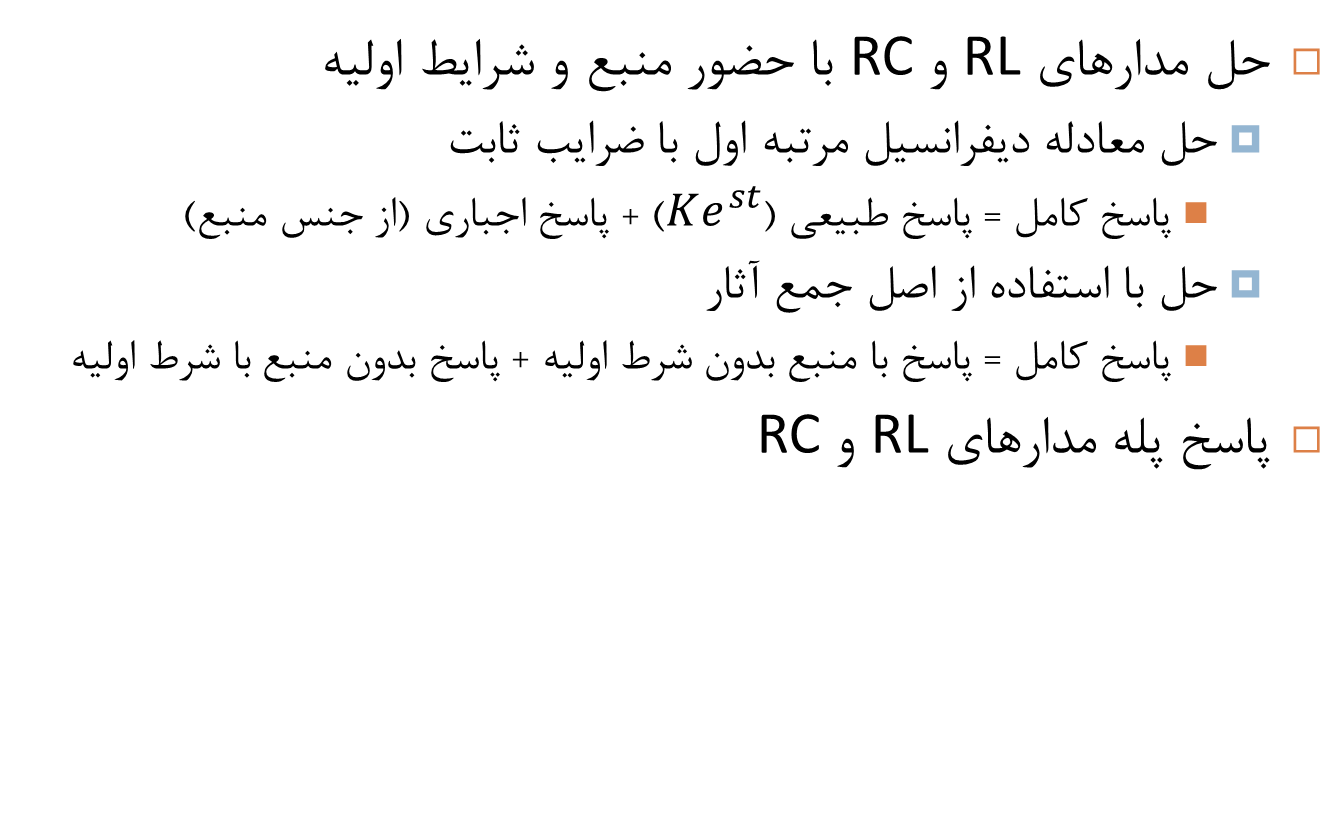 حل مدارهای RL و RC با حضور منبع و شرایط اولیه
حل معادله دیفرانسیل مرتبه اول با ضرایب ثابت
پاسخ کامل = پاسخ طبیعی (Ke^{st}) + پاسخ اجباری (از جنس منبع)
حل با استفاده از اصل جمع آثار
پاسخ کامل = پاسخ با منبع بدون شرط اولیه + پاسخ بدون منبع با شرط اولیه
پاسخ پله مدارهای RL و RC